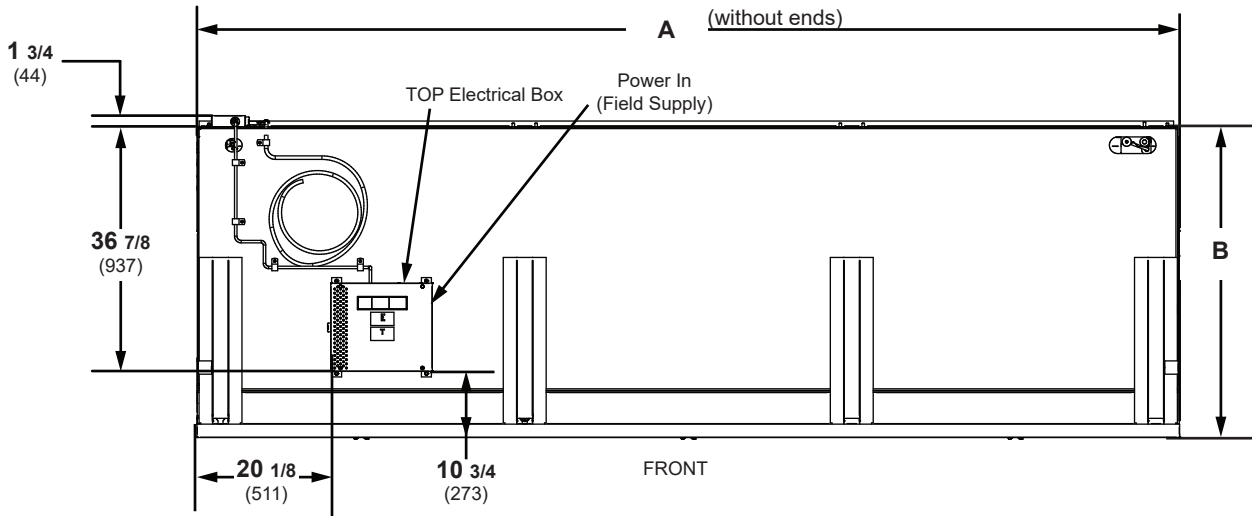 (without ends)
A
1 3/4
(44)
Power In
(Field Supply)
TOP Electrical Box
36 7/8
(937)
B
E
T
20 1/8
(511)
10 3/4
(273)
FRONT